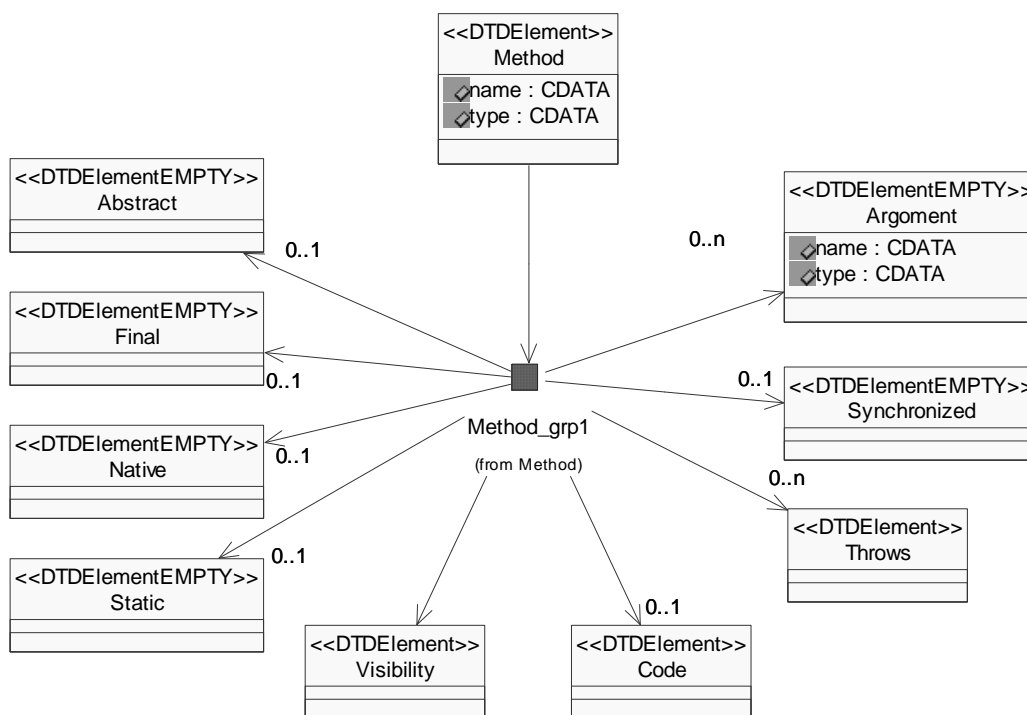 <<DTDElement>>
Method
name : CDATA
type : CDATA
<<DTDElementEMPTY>>
Abstract
0..1
<<DTDElementEMPTY>>
Argoment
name : CDATA
type : CDATA
0..n
<<DTDElementEMPTY>>
Final
0..1
<<DTDElementEMPTY>>
Synchronized
0..1
Method_grp1
(from Method)
<<DTDElementEMPTY>>
Native
0..1
<<DTDElement>>
Throws
0..n
<<DTDElementEMPTY>>
Static
0..1
<<DTDElement>>
Visibility
<<DTDElement>>
Code
0..1